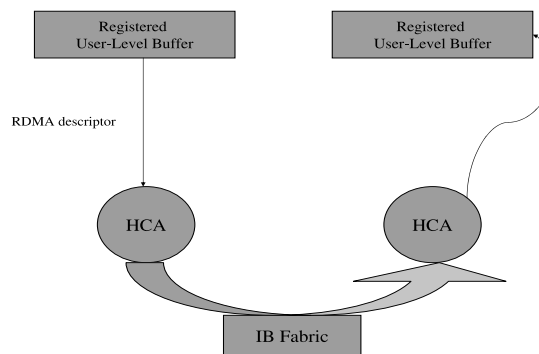 Registered
User-Level Buffer
Registered
User-Level Buffer
RDMA descriptor
HCA
HCA
IB Fabric